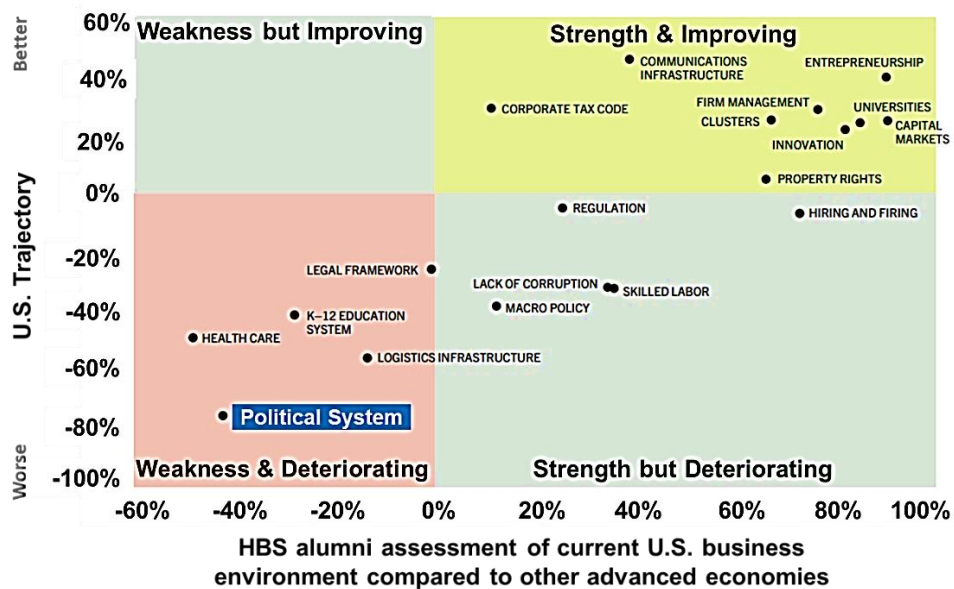 Better
60%
40%
20%
0%
-20%
-40%
-60%
-80%
-100%
Worse
U.S. Trajectory
Weakness but Improving
Strength & Improving
COMMUNICATIONS
INFRASTRUCTURE
ENTREPRENEURSHIP
CORPORATE TAX CODE
FIRM MANAGEMENT
UNIVERSITIES
CLUSTERS
CAPITAL
MARKETS
INNOVATION
PROPERTY RIGHTS
REGULATION
HIRING AND FIRING
LEGAL FRAMEWORK
LACK OF CORRUPTION
SKILLED LABOR
MACRO POLICY
K–12 EDUCATION
SYSTEM
HEALTH CARE
LOGISTICS INFRASTRUCTURE
Political System
Weakness & Deteriorating
Strength but Deteriorating
-60%
-40%
-20%
0%
20%
40%
60%
80%
100%
HBS alumni assessment of current U.S. business
environment compared to other advanced economies